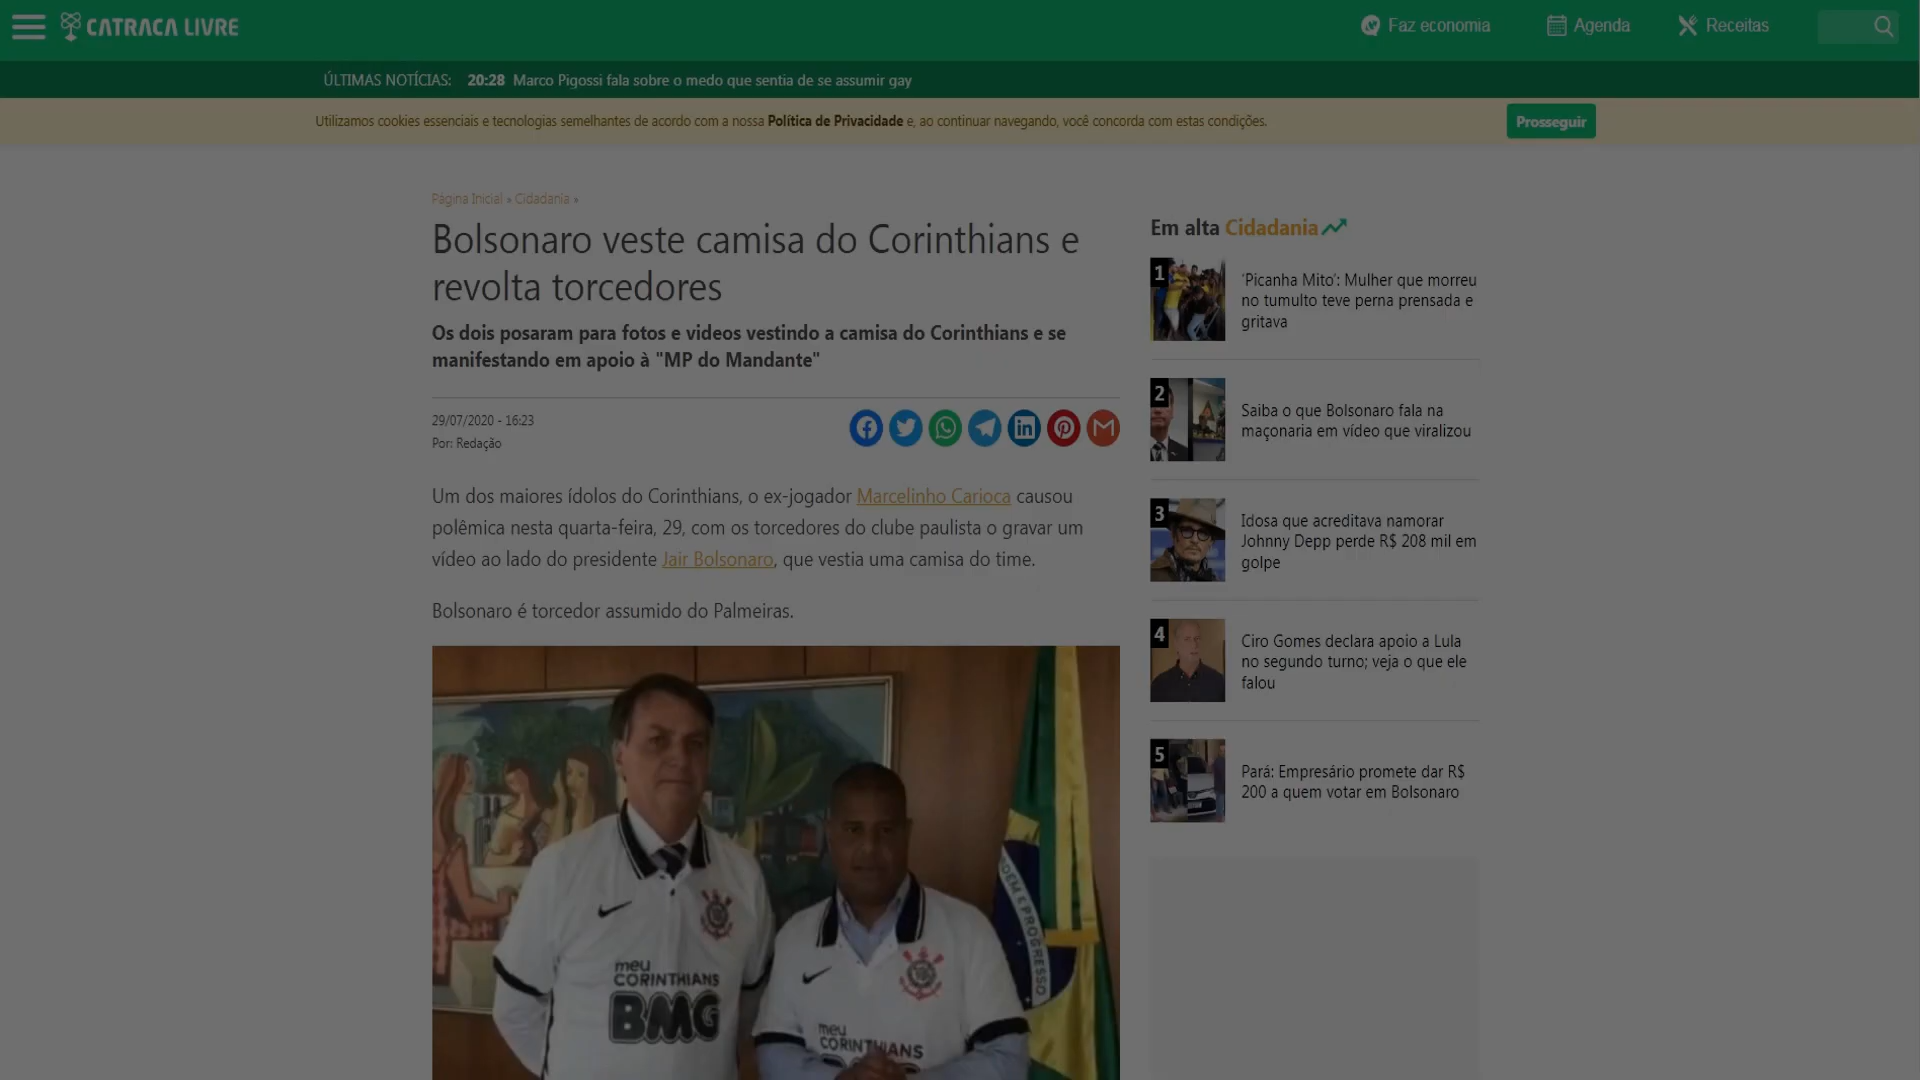 CATRACA LIVRE
Faz economia
Agenda
Receitas
ÚLTIMAS NOTÍCIAS: 20:28 Marco Pigossi fala sobre o medo que sentia de se assumir gay
Utilizamos cookies essenciais e tecnologias semelhantes de acordo com a nossa Política de Privacidade e, ao continuar navegando, você concorda com estas condições.
Prosseguir
Página Inicial » Cidadania »
Bolsonaro veste camisa do Corinthians e
revolta torcedores
Os dois posaram para fotos e videos vestindo a camisa do Corinthians e se
manifestando em apoio à "MP do Mandante"
29/07/2020 - 16:23
Por: Redação
Um dos maiores ídolos do Corinthians, o ex-jogador Marcelinho Carioca causou
polêmica nesta quarta-feira, 29, com os torcedores do clube paulista o gravar um
vídeo ao lado do presidente Jair Bolsonaro, que vestia uma camisa do time.
Bolsonaro é torcedor assumido do Palmeiras.
meu
CORINTHIANS
BMG
meu
CORINTHIANS
DEM E PROGRESSO
Em alta Cidadania
1
'Picanha Mito': Mulher que morreu
no tumulto teve perna prensada e
gritava
2
Saiba o que Bolsonaro fala na
maçonaria em vídeo que viralizou
3
Idosa que acreditava namorar
Johnny Depp perde R$ 208 mil em
golpe
4
Ciro Gomes declara apoio a Lula
no segundo turno; veja o que ele
falou
5
Pará: Empresário promete dar R$
200 a quem votar em Bolsonaro